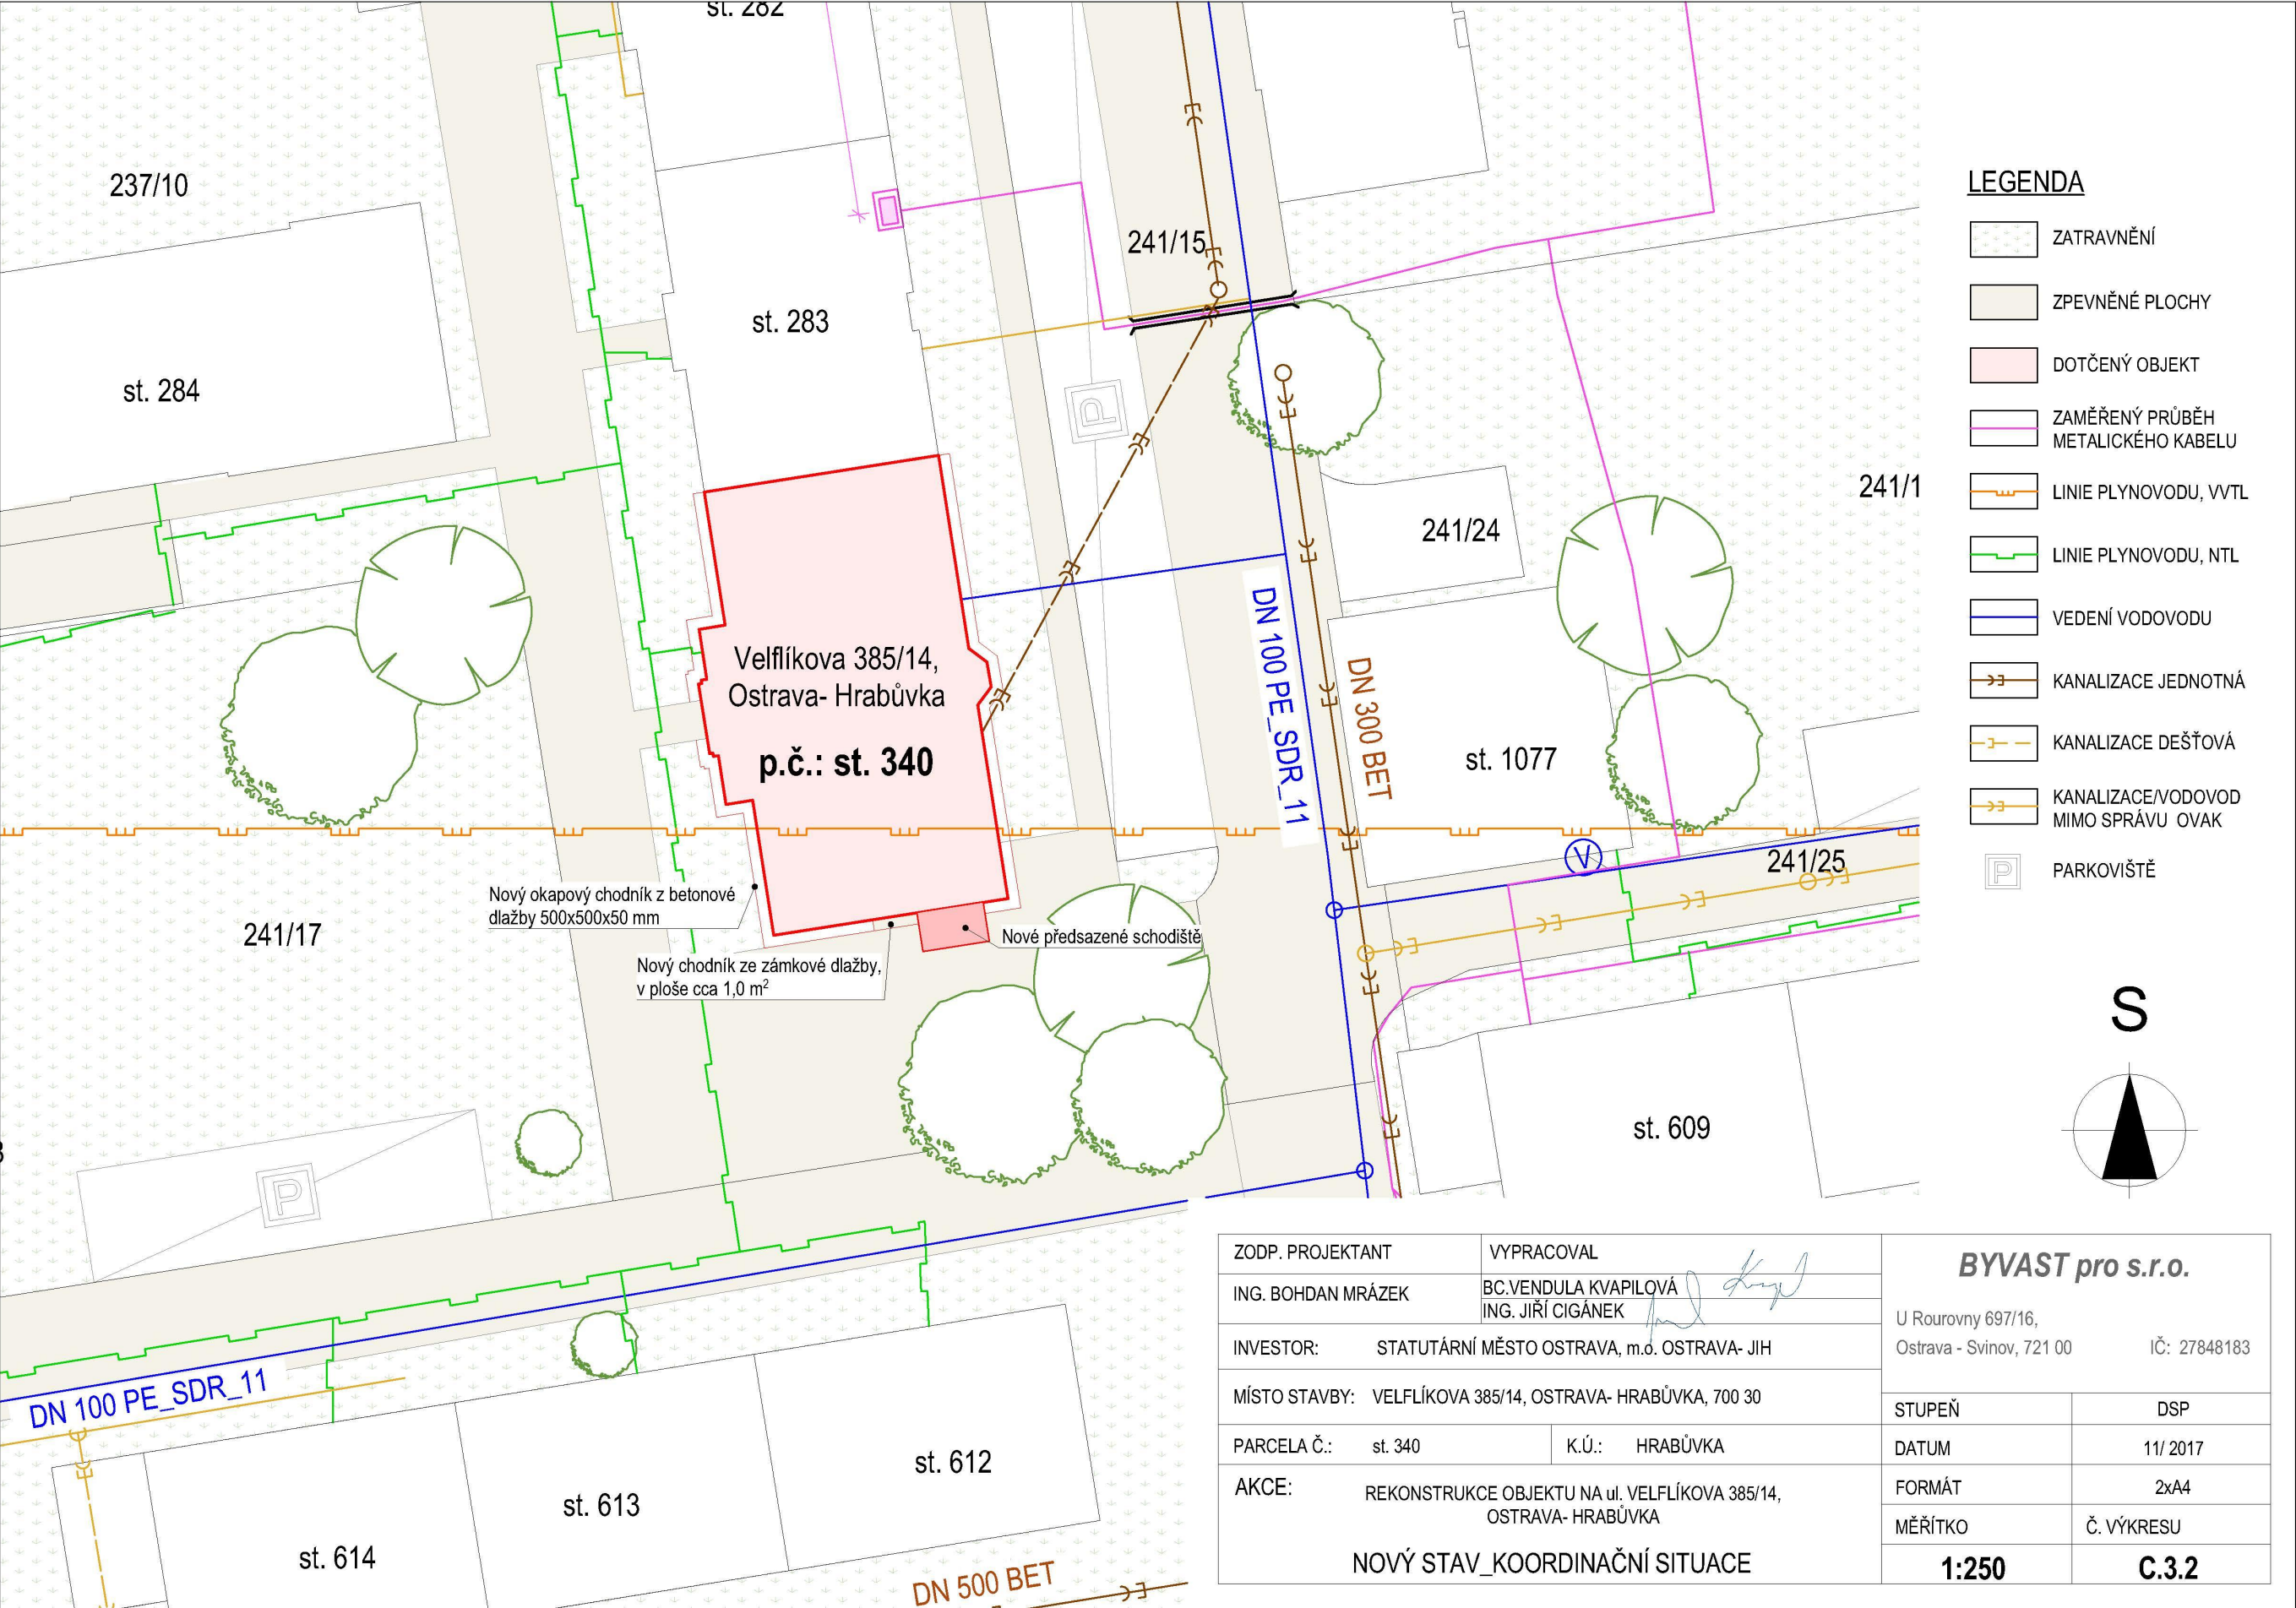 st. 282
237/10
241/15
st. 283
st. 284
P
241/1
241/24
Velflíkova 385/14,
Ostrava- Hrabůvka
p.č.: st. 340
DN 100 PE_SDR_11
DN 300 BET
st. 1077
V
241/25
Nový okapový chodník z betonové
dlažby 500x500x50 mm
241/17
Nové předsazené schodiště
Nový chodník ze zámkové dlažby,
v ploše cca 1,0 m²
st. 609
P
DN 100 PE_SDR_11
st. 612
st. 613
st. 614
DN 500 BET
LEGENDA
ZATRAVNĚNÍ
ZPEVNĚNÉ PLOCHY
DOTČENÝ OBJEKT
ZAMĚŘENÝ PRŮBĚH
METALICKÉHO KABELU
LINIE PLYNOVODU, VVTL
LINIE PLYNOVODU, NTL
VEDENÍ VODOVODU
KANALIZACE JEDNOTNÁ
KANALIZACE DEŠŤOVÁ
KANALIZACE/VODOVOD
MIMO SPRÁVU OVAK
P PARKOVIŠTĚ
S
ZODP. PROJEKTANT VYPRACOVAL
ING. BOHDAN MRÁZEK BC.VENDULA KVAPILOVÁ
ING. JIŘÍ CIGÁNEK
INVESTOR: STATUTÁRNÍ MĚSTO OSTRAVA, m.o. OSTRAVA- JIH
MÍSTO STAVBY: VELFLÍKOVA 385/14, OSTRAVA- HRABŮVKA, 700 30
PARCELA Č.: st. 340 K.Ú.: HRABŮVKA
AKCE: REKONSTRUKCE OBJEKTU NA ul. VELFLÍKOVA 385/14,
OSTRAVA- HRABŮVKA
NOVÝ STAV_KOORDINAČNÍ SITUACE
BYVAST pro s.r.o.
U Rourovny 697/16,
Ostrava - Svinov, 721 00 IČ: 27848183
STUPEŇ DSP
DATUM 11/ 2017
FORMÁT 2xA4
MĚŘÍTKO Č. VÝKRESU
1:250 C.3.2